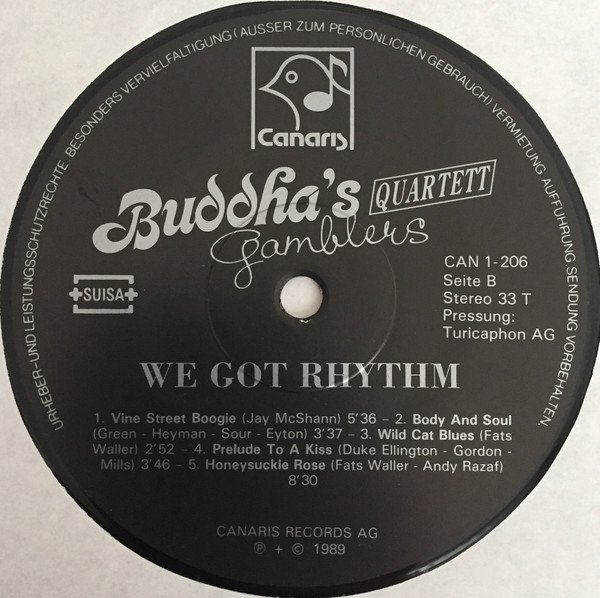 URHEBER-UND LEISTUNGSSCHUTZRECHTE. BESONDERS VERVIELFALTIGUNG (AUSSER ZUM PERSONLICHEN GEBRAUCH) VERMIETUNG AUFFÜHRUNG.SENDUNG VORBEHALTEN.
Canaris
Buddha's QUARTETT
Gamblers
+SUISA+
CAN 1-206
Seite B
Stereo 33 T
Pressung:
Turicaphon AG
WE GOT RHYTHM
1. Vine Street Boogie (Jay McShann) 5'36 – 2. Body And Soul
(Green - Heyman - Sour - Eyton) 3'37 – 3. Wild Cat Blues (Fats
Waller) 2'52 – 4. Prelude To A Kiss (Duke Ellington - Gordon -
Mills) 3'46 – 5. Honeysuckle Rose (Fats Waller - Andy Razaf)
8'30
CANARIS RECORDS AG
℗ + © 1989